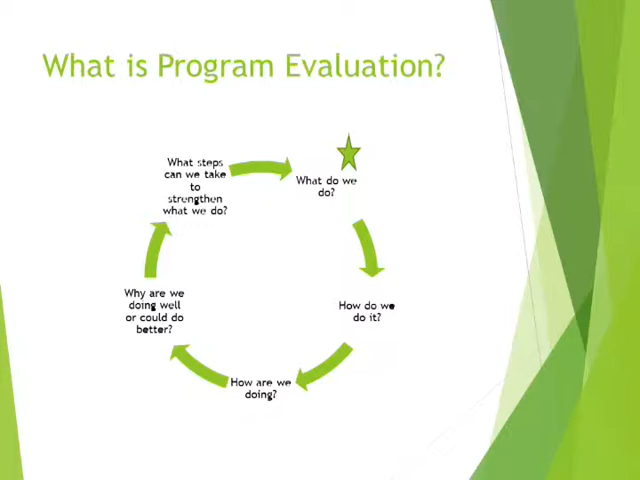 What is Program Evaluation?
What do we
do?
How do we
do it?
How are we
doing?
Why are we
doing well
or could do
better?
What steps
can we take
to
strengthen
what we do?